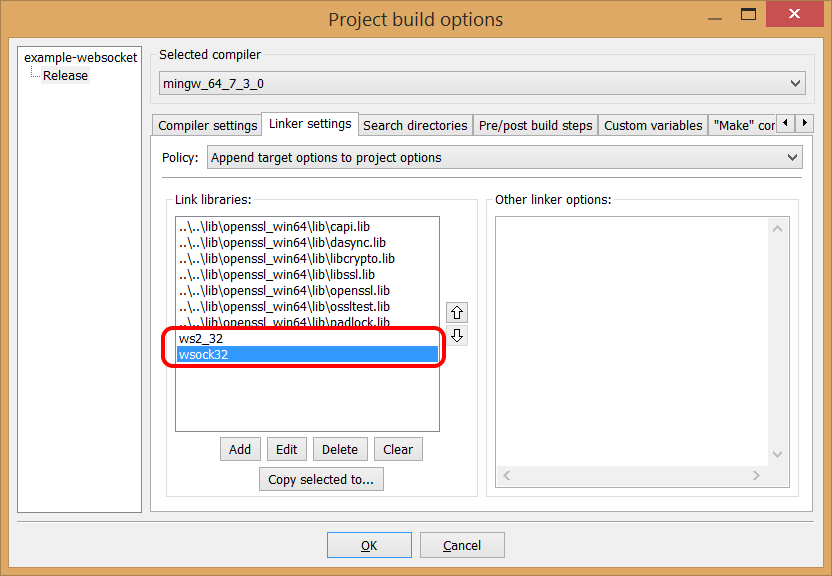 Project build options
example-websocket
Release
Selected compiler
mingw_64_7_3_0
Compiler settings
Linker settings
Search directories
Pre/post build steps
Custom variables
"Make" cor
Policy:
Append target options to project options
Link libraries:
..\..\lib\openssl_win64\lib\capi.lib
..\..\lib\openssl_win64\lib\dasync.lib
..\..\lib\openssl_win64\lib\libcrypto.lib
..\..\lib\openssl_win64\lib\libssl.lib
..\..\lib\openssl_win64\lib\openssl.lib
..\..\lib\openssl_win64\lib\ossltest.lib
..\..\lib\openssl_win64\lib\padlock.lib
ws2_32
wsock32
Add
Edit
Delete
Clear
Copy selected to...
Other linker options:
OK
Cancel